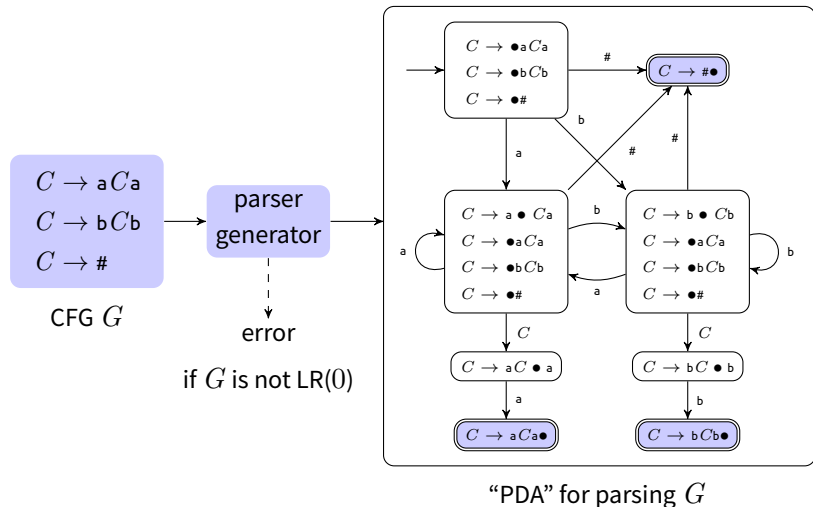 C → aCa
C → bCb
C → #
CFG G
parser
generator
error
if G is not LR(0)
C → ●aCa
C → ●bCb
C → ●#
#
C → #●
b
a
#
#
C → a ● Ca
C → ●aCa
C → ●bCb
C → ●#
a
b
a
C → b ● Cb
C → ●aCa
C → ●bCb
C → ●#
b
C
C
C → aC ● a
C → bC ● b
a
b
C → aCa●
C → bCb●
“PDA” for parsing G